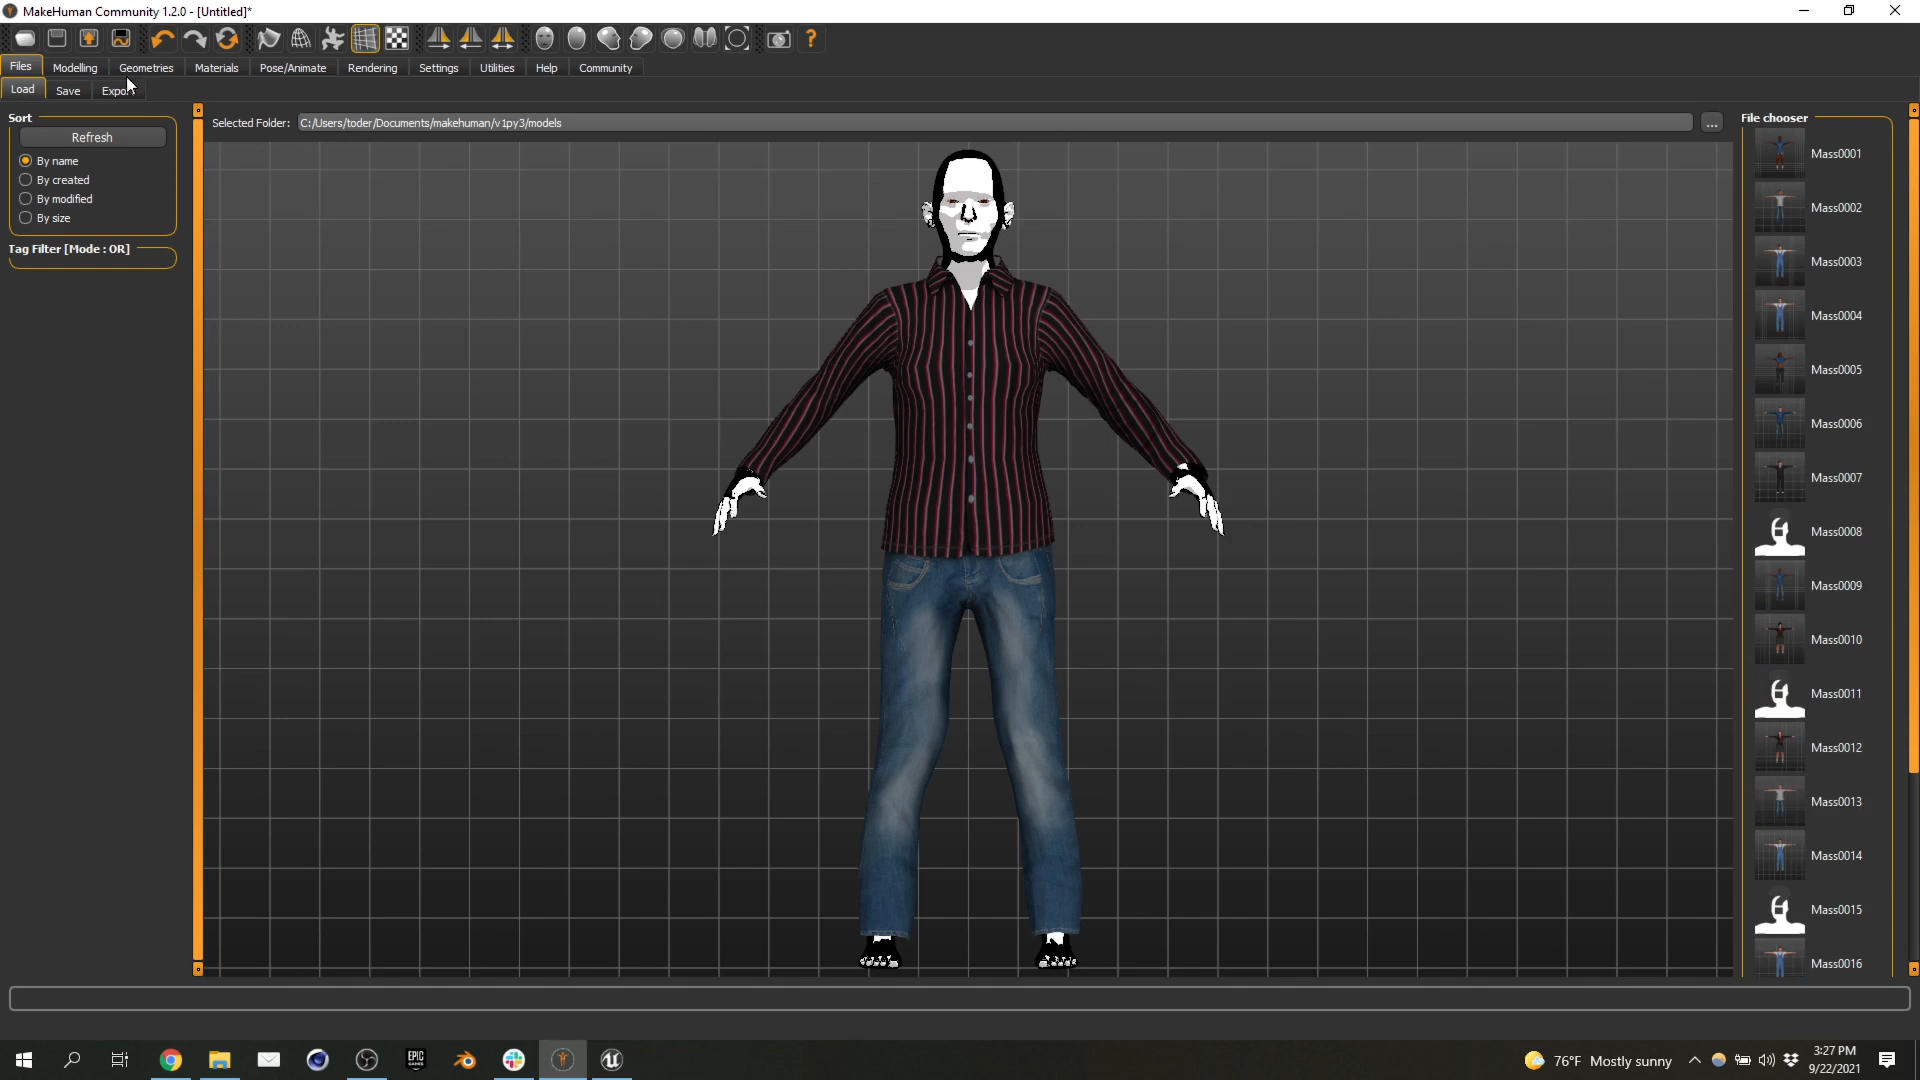 MakeHuman Community 1.2.0 - [Untitled]*
Files Modelling Geometries Materials Pose/Animate Rendering Settings Utilities Help Community
Load Save Export
Sort
Refresh
By name
By created
By modified
By size
Tag Filter [Mode : OR]
Selected Folder: C:/Users/toder/Documents/makehuman/v1py3/models ...
File chooser
Mass0001
Mass0002
Mass0003
Mass0004
Mass0005
Mass0006
Mass0007
Mass0008
Mass0009
Mass0010
Mass0011
Mass0012
Mass0013
Mass0014
Mass0015
Mass0016
EPIC
GAMES
76°F Mostly sunny
3:27 PM
9/22/2021